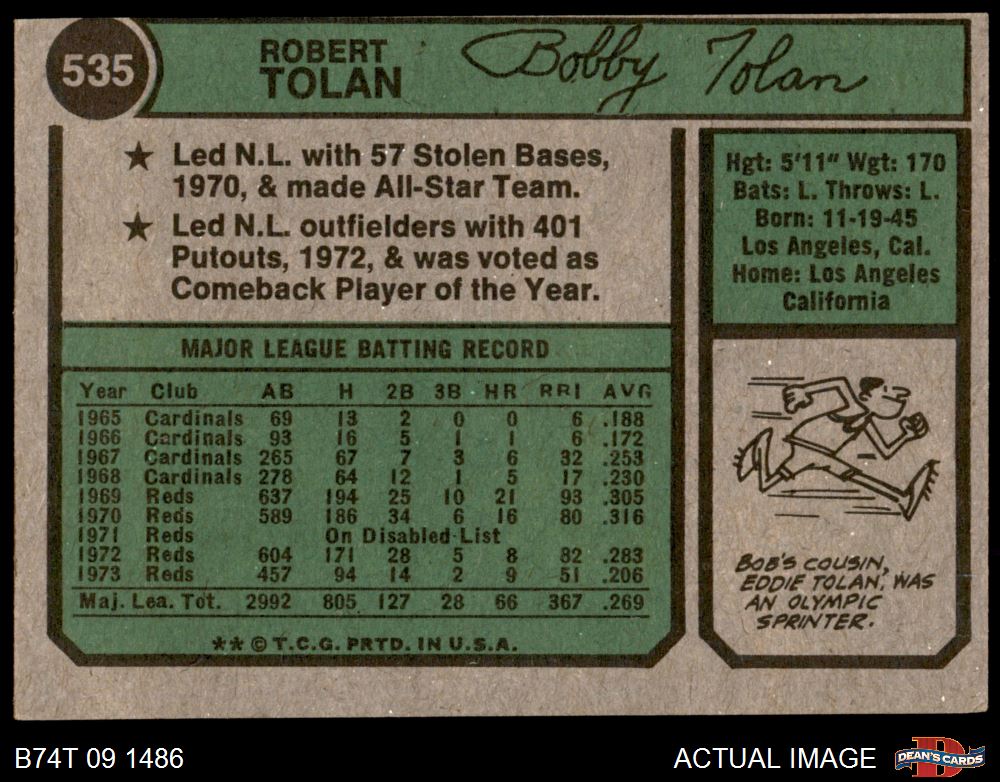 535
ROBERT
TOLAN
Bobby Tolan
★ Led N.L. with 57 Stolen Bases,
1970, & made All-Star Team.
★ Led N.L. outfielders with 401
Putouts, 1972, & was voted as
Comeback Player of the Year.
Hgt: 5'11" Wgt: 170
Bats: L. Throws: L.
Born: 11-19-45
Los Angeles, Cal.
Home: Los Angeles
California
MAJOR LEAGUE BATTING RECORD
Year Club AB H 2B 3B HR RBI AVG
1965 Cardinals 69 13 2 0 0 6 .188
1966 Cardinals 93 16 5 1 1 6 .172
1967 Cardinals 265 67 7 3 6 32 .253
1968 Cardinals 278 64 12 1 5 17 .230
1969 Reds 637 194 25 10 21 93 .305
1970 Reds 589 186 34 6 16 80 .316
1971 Reds On Disabled List
1972 Reds 604 171 28 5 8 82 .283
1973 Reds 457 94 14 2 9 51 .206
Maj. Lea. Tot. 2992 805 127 28 66 367 .269
** © T.C.G. PRTD. IN U.S.A.
BOB'S COUSIN,
EDDIE TOLAN, WAS
AN OLYMPIC
SPRINTER.
B74T 09 1486
ACTUAL IMAGE
D
DEAN'S CARDS